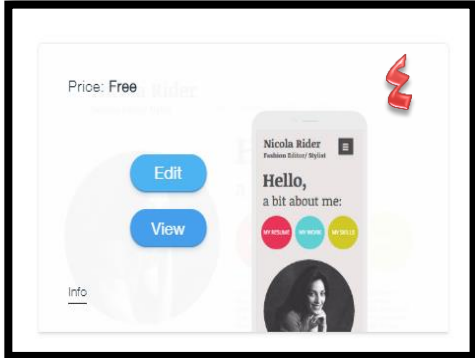 Price: Free
٤
Edit
View
Info
Nicola Rider
Fashion Editor/ Stylist
Hello,
a bit about me:
MY RESUME
MY WORK
MY SKILLS